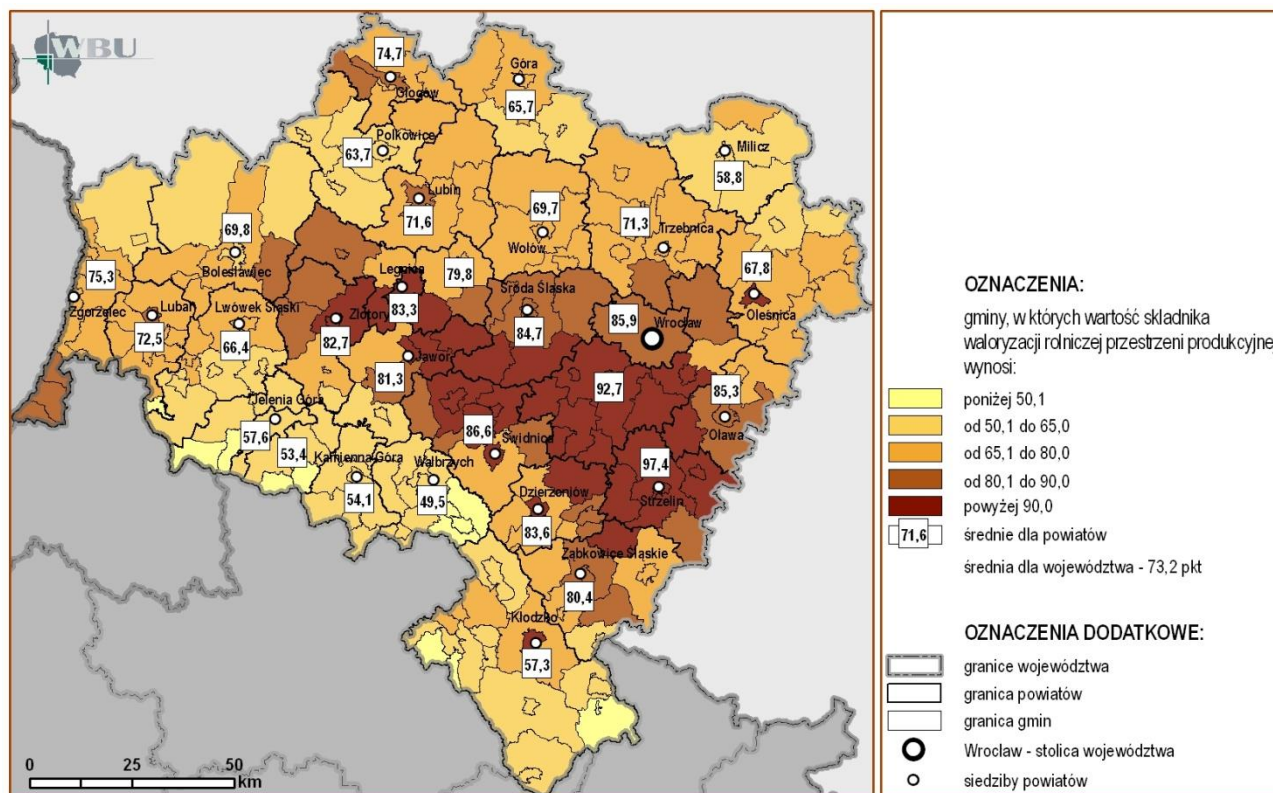 WBU
74,7
Głogów
Góra
65,7
Polkowice
63,7
Milicz
58,8
Lubin
71,6
69,7
Wołów
71,3
Trzebnica
69,8
Bolesławiec
75,3
Zgorzelec
Legnica
79,8
83,3
Środa Śląska
84,7
85,9
Wrocław
67,8
Oleśnica
Lubań
72,5
Lwówek Śląski
66,4
Złotory
82,7
Jawor
81,3
92,7
85,3
Oława
Jelenia Góra
57,6
53,4
86,6
Świdnica
Kamienna Góra
54,1
Wałbrzych
49,5
97,4
Strzelin
Dzierżoniów
83,6
Ząbkowice Śląskie
80,4
Kłodzko
57,3
0 25 50
km
OZNACZENIA:
gminy, w których wartość składnika
waloryzacji rolniczej przestrzeni produkcyjnej
wynosi:
poniżej 50,1
od 50,1 do 65,0
od 65,1 do 80,0
od 80,1 do 90,0
powyżej 90,0
71,6 średnie dla powiatów
średnia dla województwa - 73,2 pkt
OZNACZENIA DODATKOWE:
granice województwa
granica powiatów
granica gmin
Wrocław - stolica województwa
siedziby powiatów